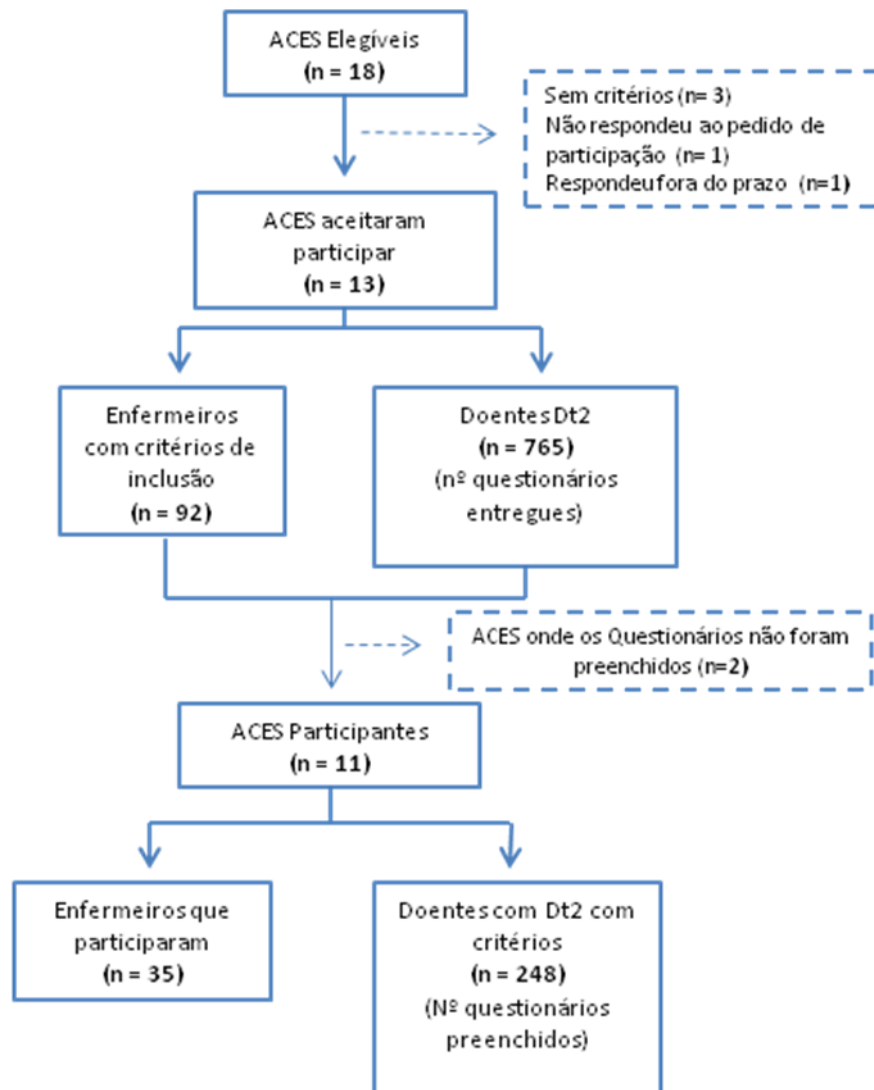 ACES Elegíveis
(n = 18)
Sem critérios (n= 3)
Não respondeu ao pedido de
participação (n= 1)
Respondeu fora do prazo (n=1)
ACES aceitaram
participar
(n = 13)
Enfermeiros
com critérios de
inclusão
(n = 92)
Doentes Dt2
(n = 765)
(nº questionários
entregues)
ACES onde os Questionários não foram
preenchidos (n=2)
ACES Participantes
(n = 11)
Enfermeiros que
participaram
(n = 35)
Doentes com Dt2 com
critérios
(n = 248)
(Nº questionários
preenchidos)